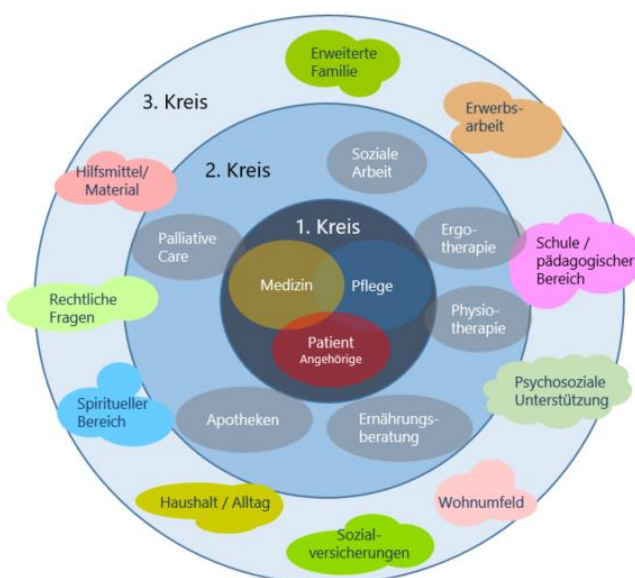 Erweiterte
Familie
3. Kreis
Erwerbs-
arbeit
Soziale
Arbeit
2. Kreis
Hilfsmittel/
Material
1. Kreis
Palliative
Care
Ergo-
therapie
Schule /
pädagogischer
Bereich
Medizin
Pflege
Rechtliche
Fragen
Physio-
therapie
Patient
Angehörige
Psychosoziale
Unterstützung
Spiritueller
Bereich
Apotheken
Ernährungs-
beratung
Haushalt / Alltag
Wohnumfeld
Sozial-
versicherungen